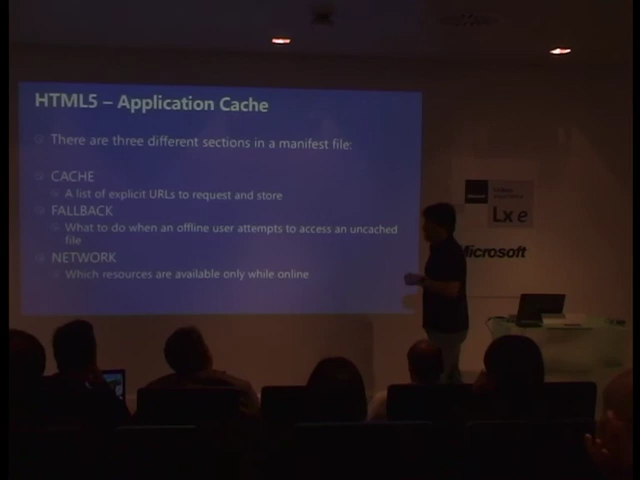 HTML5 – Application Cache
There are three different sections in a manifest file:
CACHE
A list of explicit URLs to request and store
FALLBACK
What to do when an offline user attempts to access an uncached
file
NETWORK
Which resources are available only while online
Lx e
Microsoft